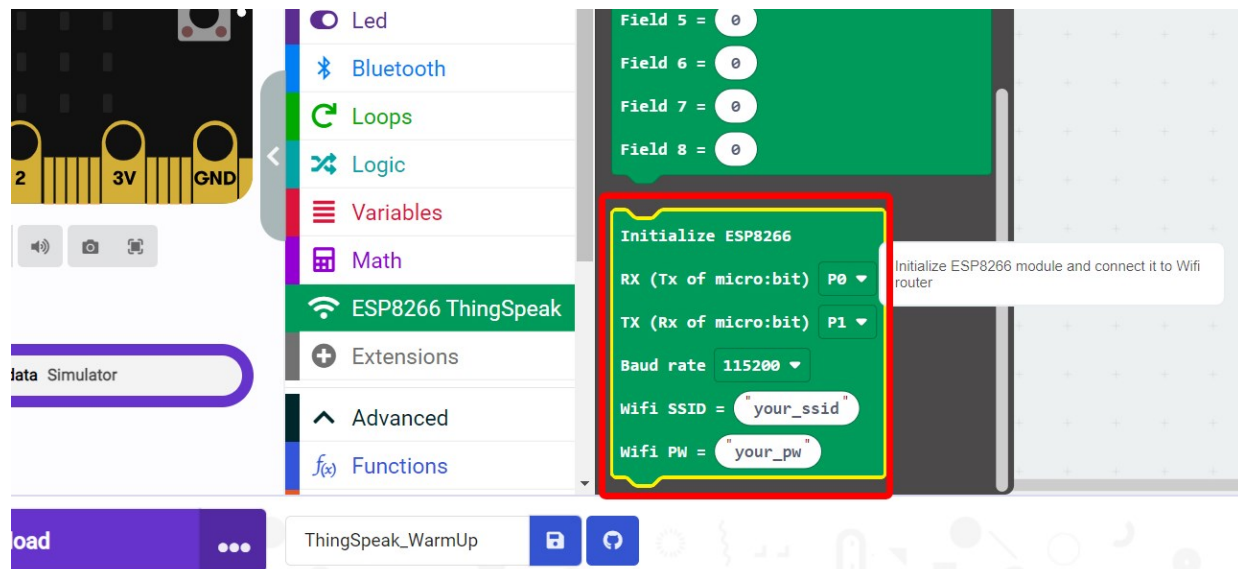 Led
Bluetooth
Loops
Logic
Variables
Math
ESP8266 ThingSpeak
Extensions
Advanced
f(x) Functions
2 3V GND
data Simulator
Field 5 = 0
Field 6 = 0
Field 7 = 0
Field 8 = 0
Initialize ESP8266
RX (Tx of micro:bit) P0
TX (Rx of micro:bit) P1
Baud rate 115200
Wifi SSID = "your_ssid"
Wifi PW = "your_pw"
Initialize ESP8266 module and connect it to Wifi
router
load
ThingSpeak_WarmUp